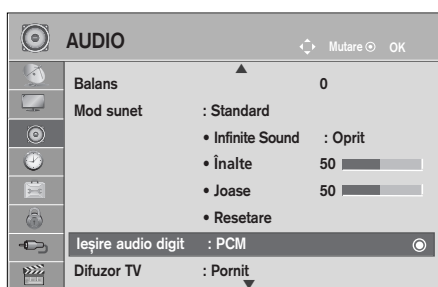 AUDIO
Mutare OK
Balans 0
Mod sunet : Standard
• Infinite Sound : Oprit
• Înalte 50
• Joase 50
• Resetare
Ieșire audio digit : PCM
Difuzor TV : Pornit